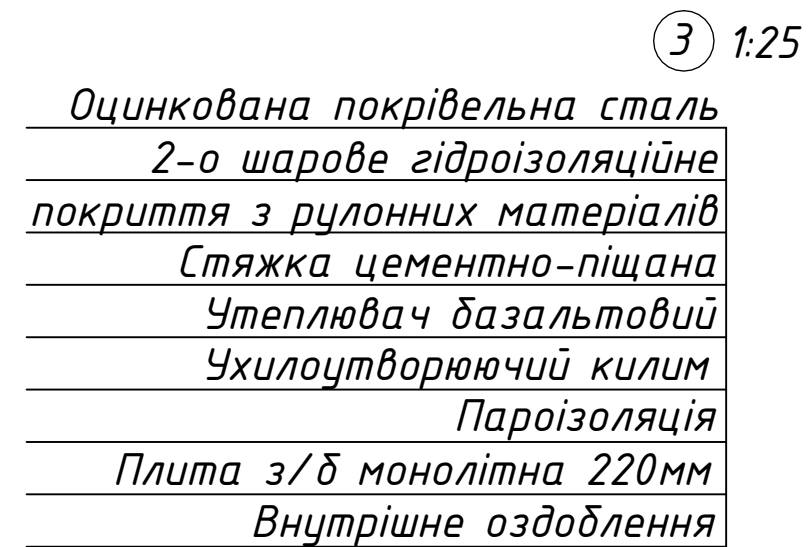 3 1:25
Оцинкована покрівельна сталь
2-о шарове гідроізоляційне
покриття з рулонних матеріалів
Стяжка цементно-піщана
Утеплювач базальтовий
Ухилоутворюючий килим
Пароізоляція
Плита з/б монолітна 220мм
Внутрішне оздоблення